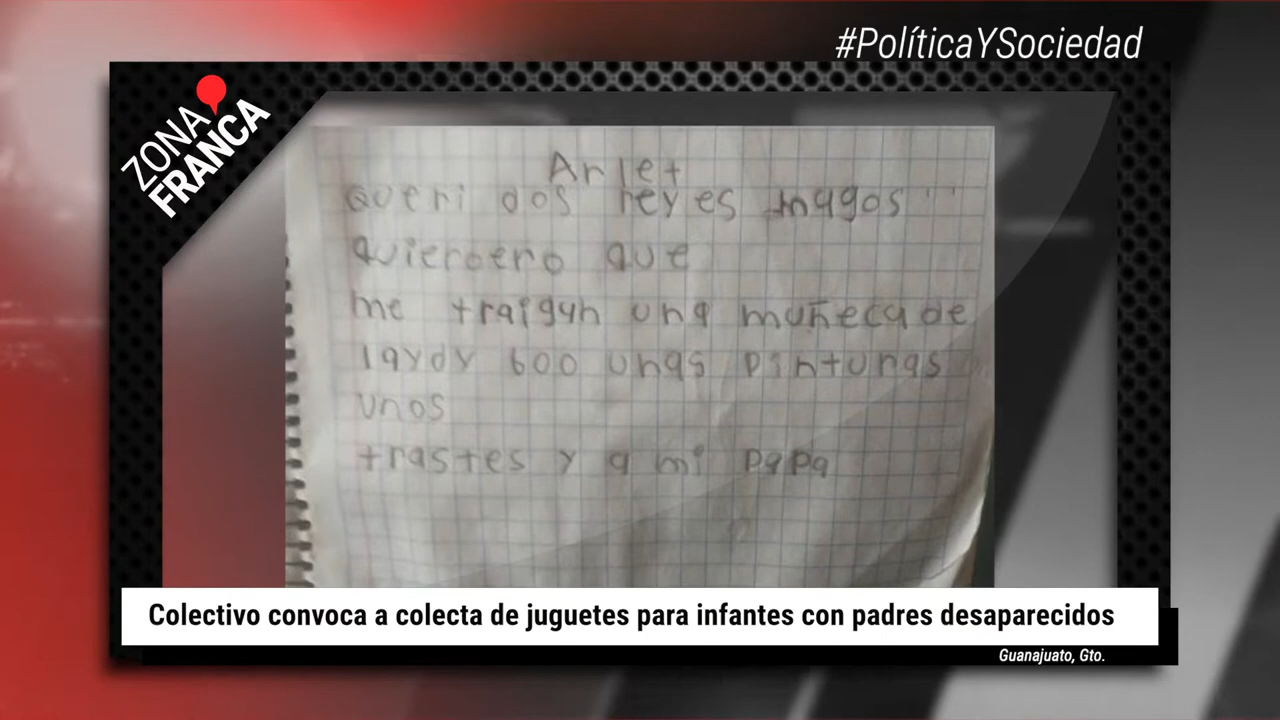 #PolíticaYSociedad
ZONA
FRANCA
Arlet
Queri dos reyes magos
quieroero que
me traigan una muñeca de
laydy boo unas pinturas
unos
trastes y a mi papa
Colectivo convoca a colecta de juguetes para infantes con padres desaparecidos
Guanajuato, Gto.